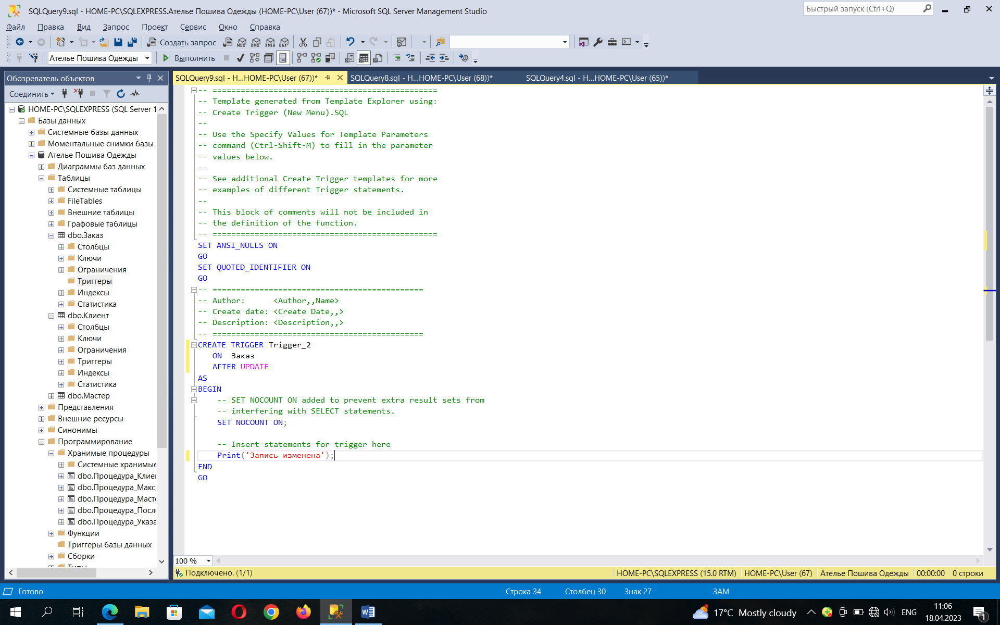 SQLQuery9.sql - HOME-PC\SQLEXPRESS.Ателье Пошива Одежды (HOME-PC\User (67))* - Microsoft SQL Server Management Studio
Быстрый запуск (Ctrl+Q)
Файл Правка Вид Запрос Проект Сервис Окно Справка
Создать запрос MDX DMX XMLA DAX
Ателье Пошива Одежды Выполнить
Обозреватель объектов
Соединить
HOME-PC\SQLEXPRESS (SQL Server 1
Базы данных
Системные базы данных
Моментальные снимки базы
Ателье Пошива Одежды
Диаграммы баз данных
Таблицы
Системные таблицы
FileTables
Внешние таблицы
Графовые таблицы
dbo.Заказ
Столбцы
Ключи
Ограничения
Триггеры
Индексы
Статистика
dbo.Клиент
Столбцы
Ключи
Ограничения
Триггеры
Индексы
Статистика
dbo.Мастер
Представления
Внешние ресурсы
Синонимы
Программирование
Хранимые процедуры
Системные хранимые
dbo.Процедура_Клиен
dbo.Процедура_Макс_
dbo.Процедура_Масте
dbo.Процедура_После
dbo.Процедура_Указа
Функции
Триггеры базы данных
Сборки
Типы
SQLQuery9.sql - H...HOME-PC\User (67))* SQLQuery8.sql - H...HOME-PC\User (68))* SQLQuery4.sql - H...HOME-PC\User (65))*
-- ================================================
-- Template generated from Template Explorer using:
-- Create Trigger (New Menu).SQL
--
-- Use the Specify Values for Template Parameters
-- command (Ctrl-Shift-M) to fill in the parameter
-- values below.
--
-- See additional Create Trigger templates for more
-- examples of different Trigger statements.
--
-- This block of comments will not be included in
-- the definition of the function.
-- ================================================
SET ANSI_NULLS ON
GO
SET QUOTED_IDENTIFIER ON
GO
-- =============================================
-- Author:      <Author,,Name>
-- Create date: <Create Date,,>
-- Description: <Description,,>
-- =============================================
CREATE TRIGGER Trigger_2
ON  Заказ
AFTER UPDATE
AS
BEGIN
-- SET NOCOUNT ON added to prevent extra result sets from
-- interfering with SELECT statements.
SET NOCOUNT ON;
-- Insert statements for trigger here
Print('Запись изменена');
END
GO
100 %
Подключено. (1/1) HOME-PC\SQLEXPRESS (15.0 RTM) HOME-PC\User (67) Ателье Пошива Одежды 00:00:00 0 строки
Готово Строка 34 Столбец 30 Знак 27 ЗАМ
17°C Mostly cloudy ENG 11:06
18.04.2023 1